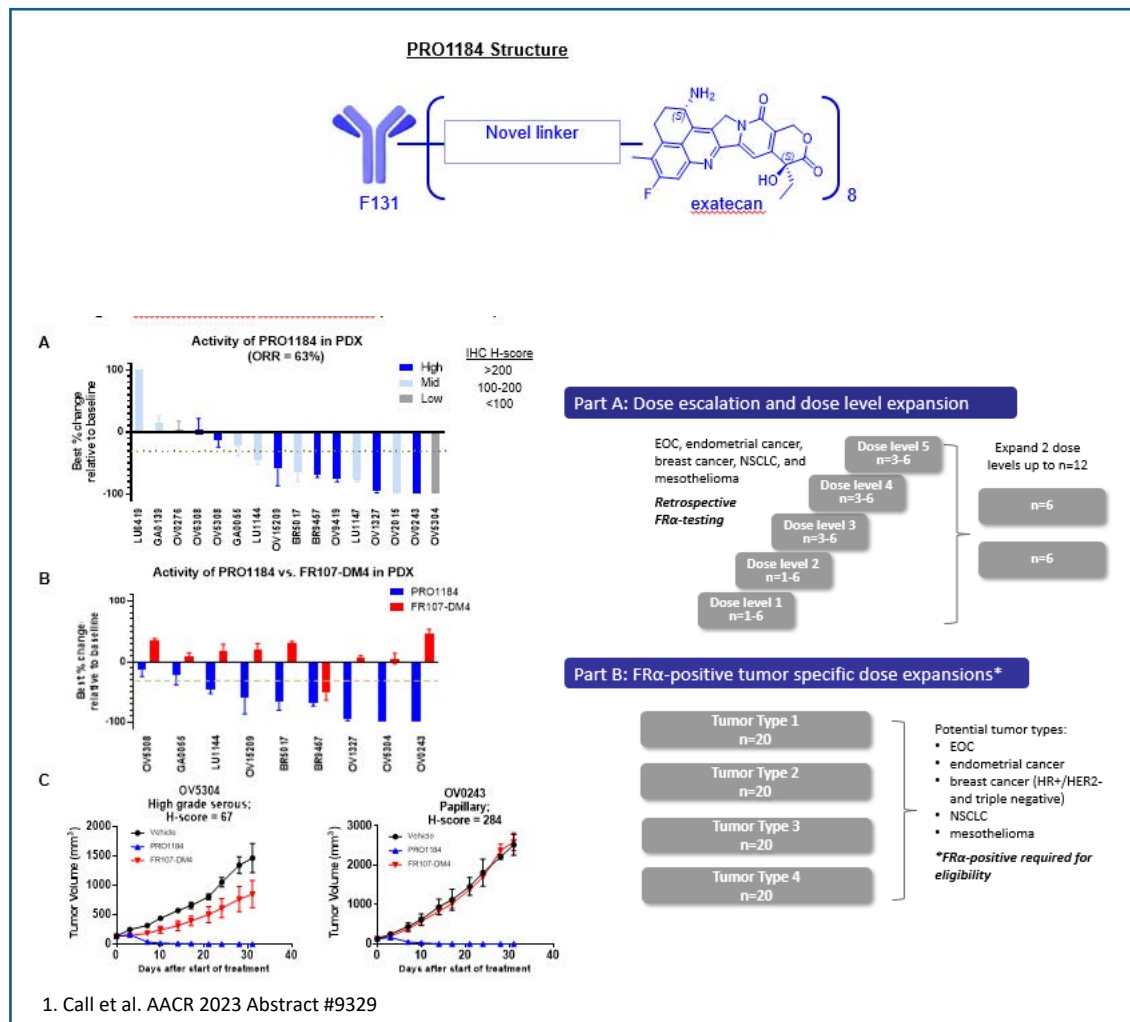 PRO1184 Structure
NH₂
(S)
O
N
O
Novel linker
(S)
N
O
HO
F
F131
exatecan
8
A
Activity of PRO1184 in PDX
(ORR = 63%)
IHC H-score
High
>200
Mid
100-200
Low
<100
Best % change
relative to baseline
100
0
-100
LU6419
GA0139
OV0276
OV6308
OV5308
GA0055
LU1144
OV15209
BR5017
BR9457
OV9419
LU1147
OV1327
OV2015
OV0243
OV5304
B
Activity of PRO1184 vs. FR107-DM4 in PDX
PRO1184
FR107-DM4
Best % change
relative to baseline
100
0
-100
OV5308
GA0055
LU1144
OV15209
BR5017
BR9457
OV1327
OV5304
OV0243
C
OV5304
High grade serous;
H-score = 67
Vehicle
PRO1184
FR107-DM4
Tumor Volume (mm³)
2000
1500
1000
500
0
0
10
20
30
40
Days after start of treatment
OV0243
Papillary;
H-score = 284
Vehicle
PRO1184
FR107-DM4
Tumor Volume (mm³)
3000
2000
1000
0
0
10
20
30
40
Days after start of treatment
Part A: Dose escalation and dose level expansion
EOC, endometrial cancer,
breast cancer, NSCLC, and
mesothelioma
Retrospective
FRα-testing
Dose level 5
n=3-6
Dose level 4
n=3-6
Dose level 3
n=3-6
Dose level 2
n=1-6
Dose level 1
n=1-6
Expand 2 dose
levels up to n=12
n=6
n=6
Part B: FRα-positive tumor specific dose expansions*
Tumor Type 1
n=20
Tumor Type 2
n=20
Tumor Type 3
n=20
Tumor Type 4
n=20
Potential tumor types:
• EOC
• endometrial cancer
• breast cancer (HR+/HER2-
and triple negative)
• NSCLC
• mesothelioma
*FRα-positive required for
eligibility
1. Call et al. AACR 2023 Abstract #9329